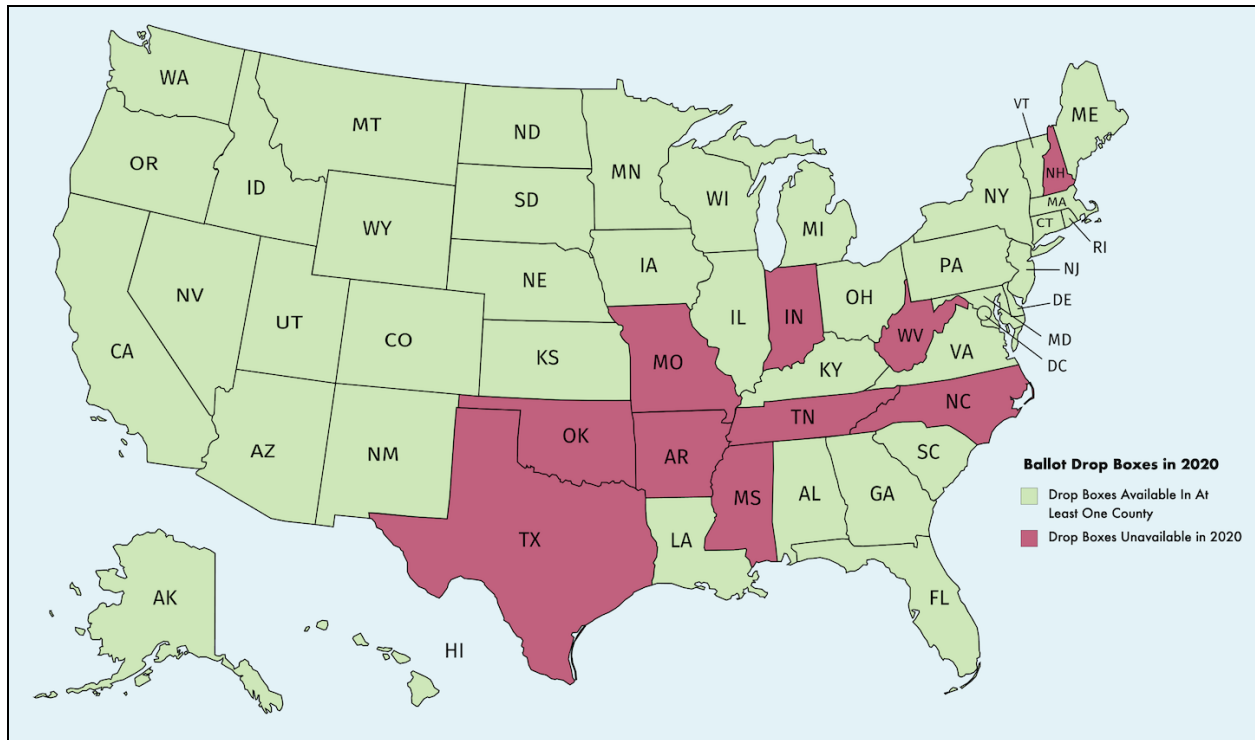 WA
MT
ND
MN
VT
ME
OR
ID
SD
WI
NY
NH
WY
MI
MA
CT
RI
IA
PA
NJ
NV
NE
OH
DE
UT
IL
IN
WV
MD
CA
CO
KS
MO
KY
VA
DC
NC
TN
AZ
NM
OK
AR
SC
MS
AL
GA
TX
LA
FL
AK
HI
Ballot Drop Boxes in 2020
Drop Boxes Available In At
Least One County
Drop Boxes Unavailable in 2020